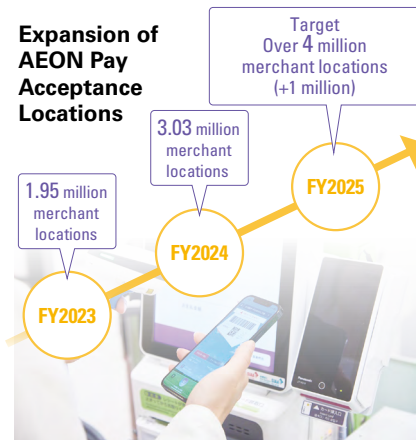 Expansion of
AEON Pay
Acceptance
Locations
Target
Over 4 million
merchant locations
(+1 million)
3.03 million
merchant
locations
1.95 million
merchant
locations
FY2025
FY2024
FY2023